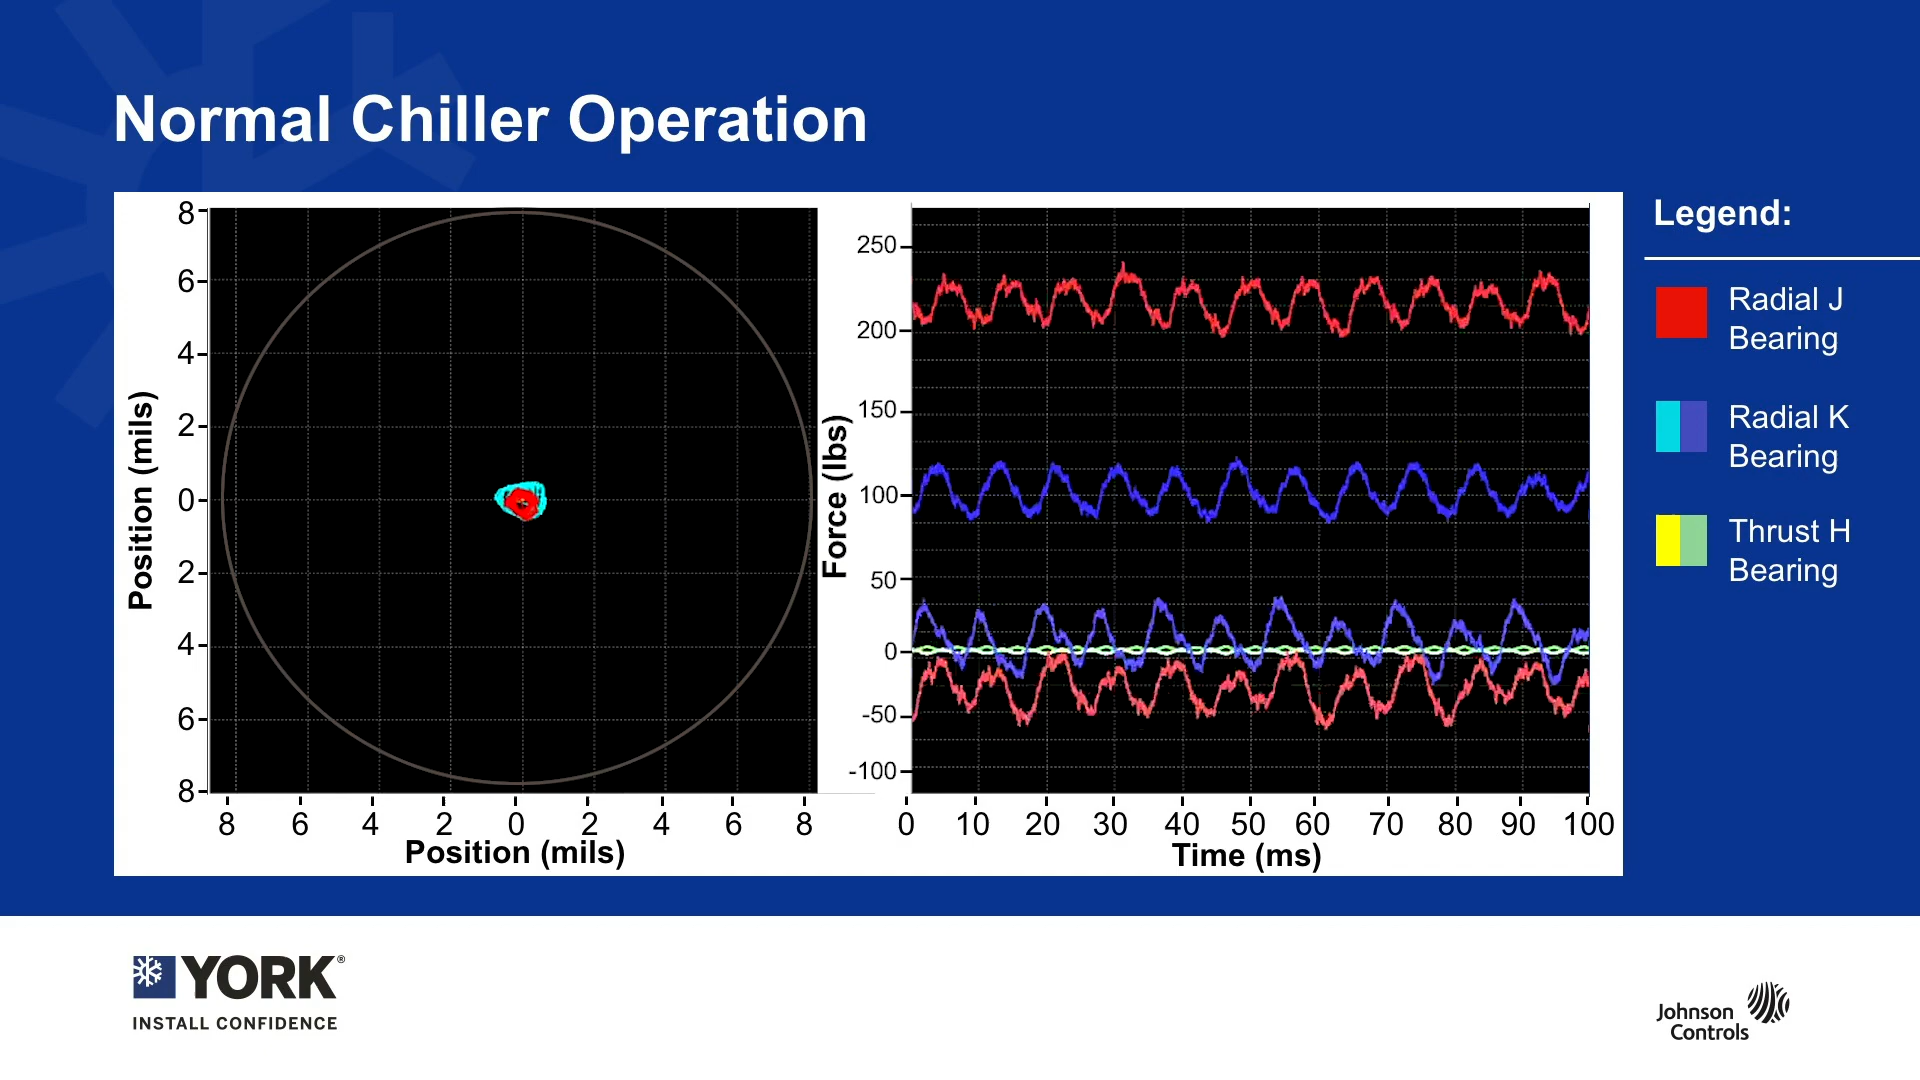 Normal Chiller Operation
8
6
4
2
0
2
4
6
8
Position (mils)
8 6 4 2 0 2 4 6 8
Position (mils)
250
200
150
100
50
0
-50
-100
Force (lbs)
0 10 20 30 40 50 60 70 80 90 100
Time (ms)
Legend:
Radial J
Bearing
Radial K
Bearing
Thrust H
Bearing
YORK®
INSTALL CONFIDENCE
Johnson
Controls